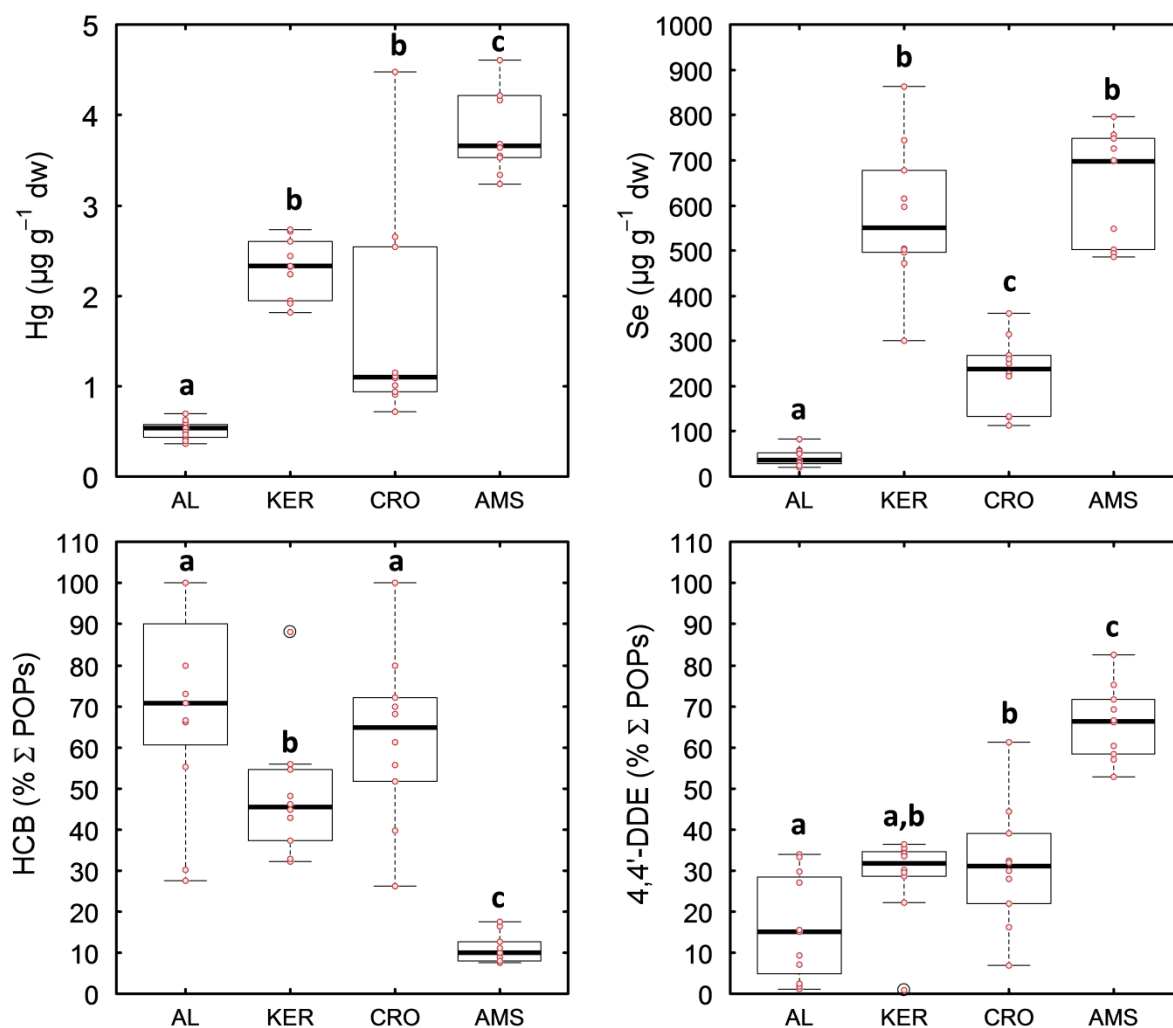 Hg (µg g⁻¹ dw)
5
4
3
2
1
0
a
b
b
c
AL KER CRO AMS
Se (µg g⁻¹ dw)
1000
900
800
700
600
500
400
300
200
100
0
a
b
c
b
AL KER CRO AMS
HCB (% Σ POPs)
110
100
90
80
70
60
50
40
30
20
10
0
a
b
a
c
AL KER CRO AMS
4,4'-DDE (% Σ POPs)
110
100
90
80
70
60
50
40
30
20
10
0
a
a,b
b
c
AL KER CRO AMS